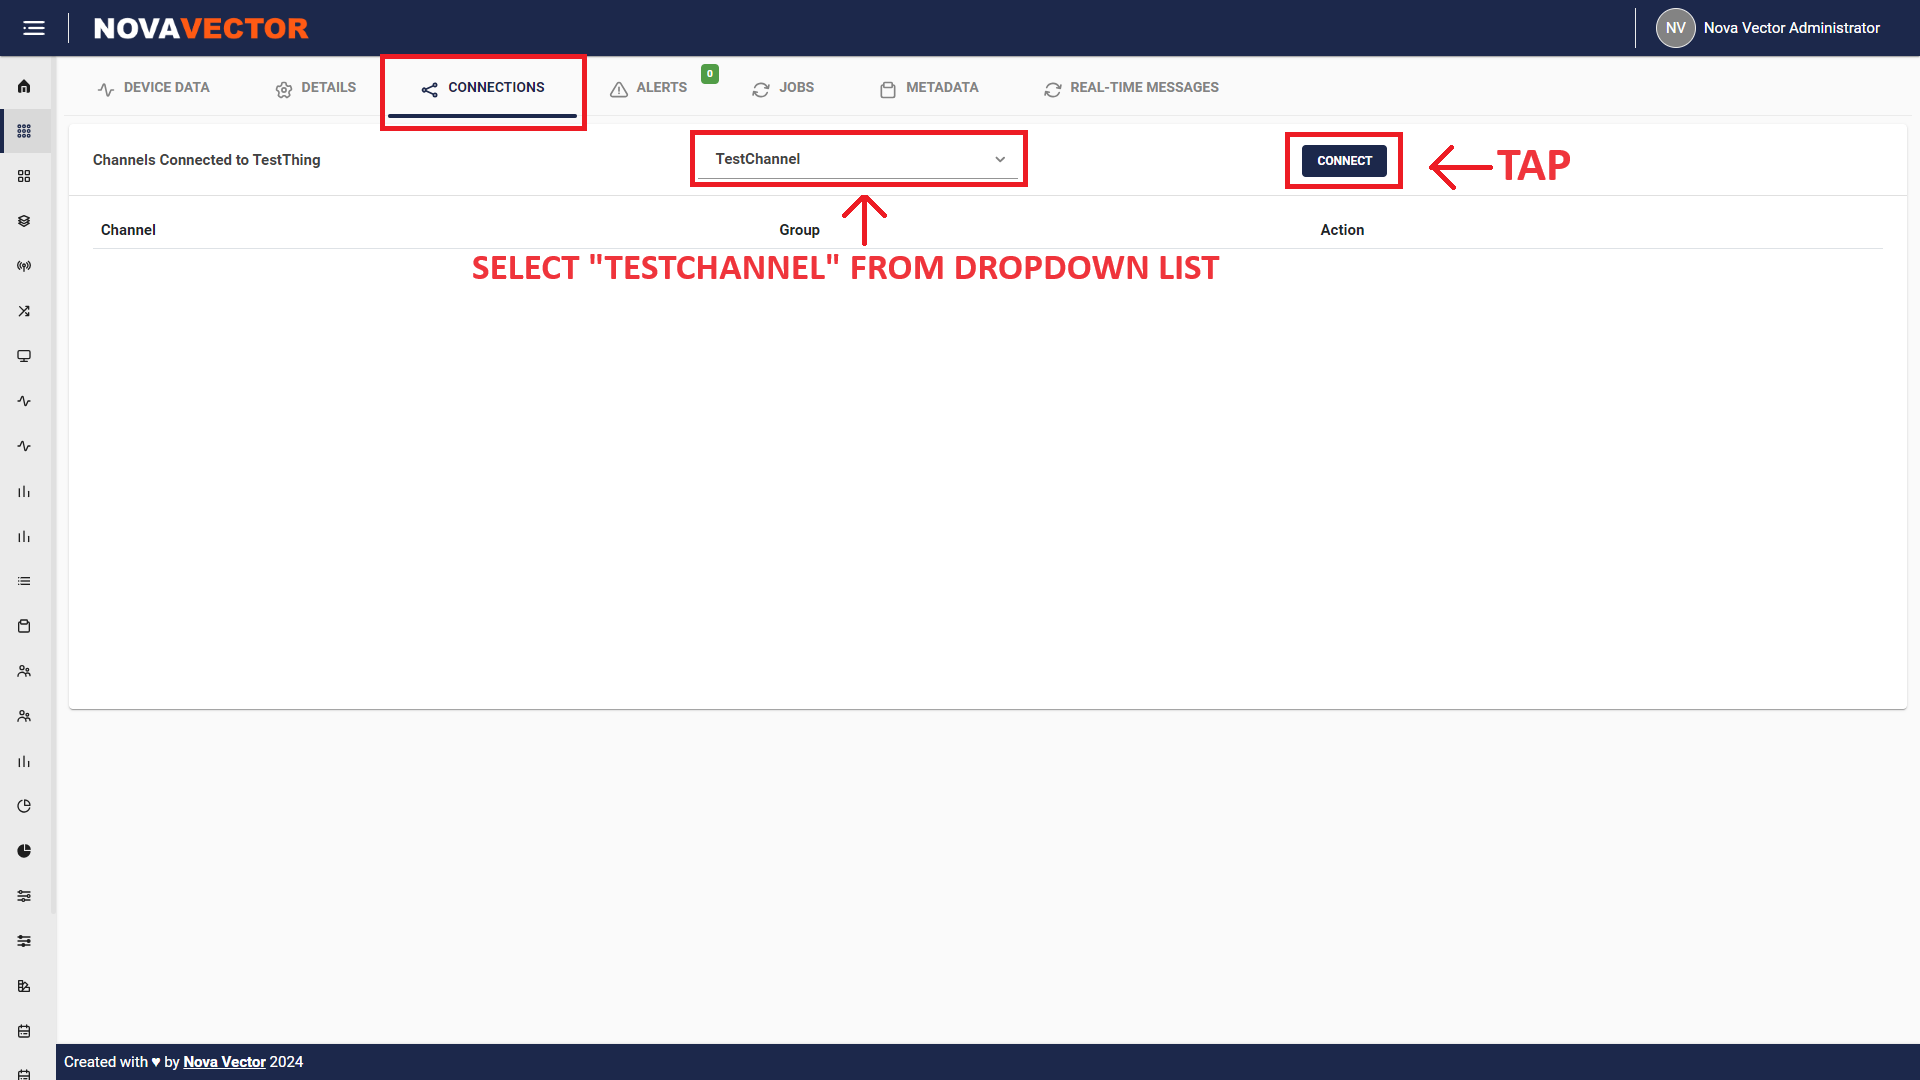 NOVAVECTOR
NV Nova Vector Administrator
DEVICE DATA DETAILS CONNECTIONS ALERTS 0 JOBS METADATA REAL-TIME MESSAGES
Channels Connected to TestThing TestChannel CONNECT TAP
Channel Group Action
SELECT "TESTCHANNEL" FROM DROPDOWN LIST
Created with ♥ by Nova Vector 2024